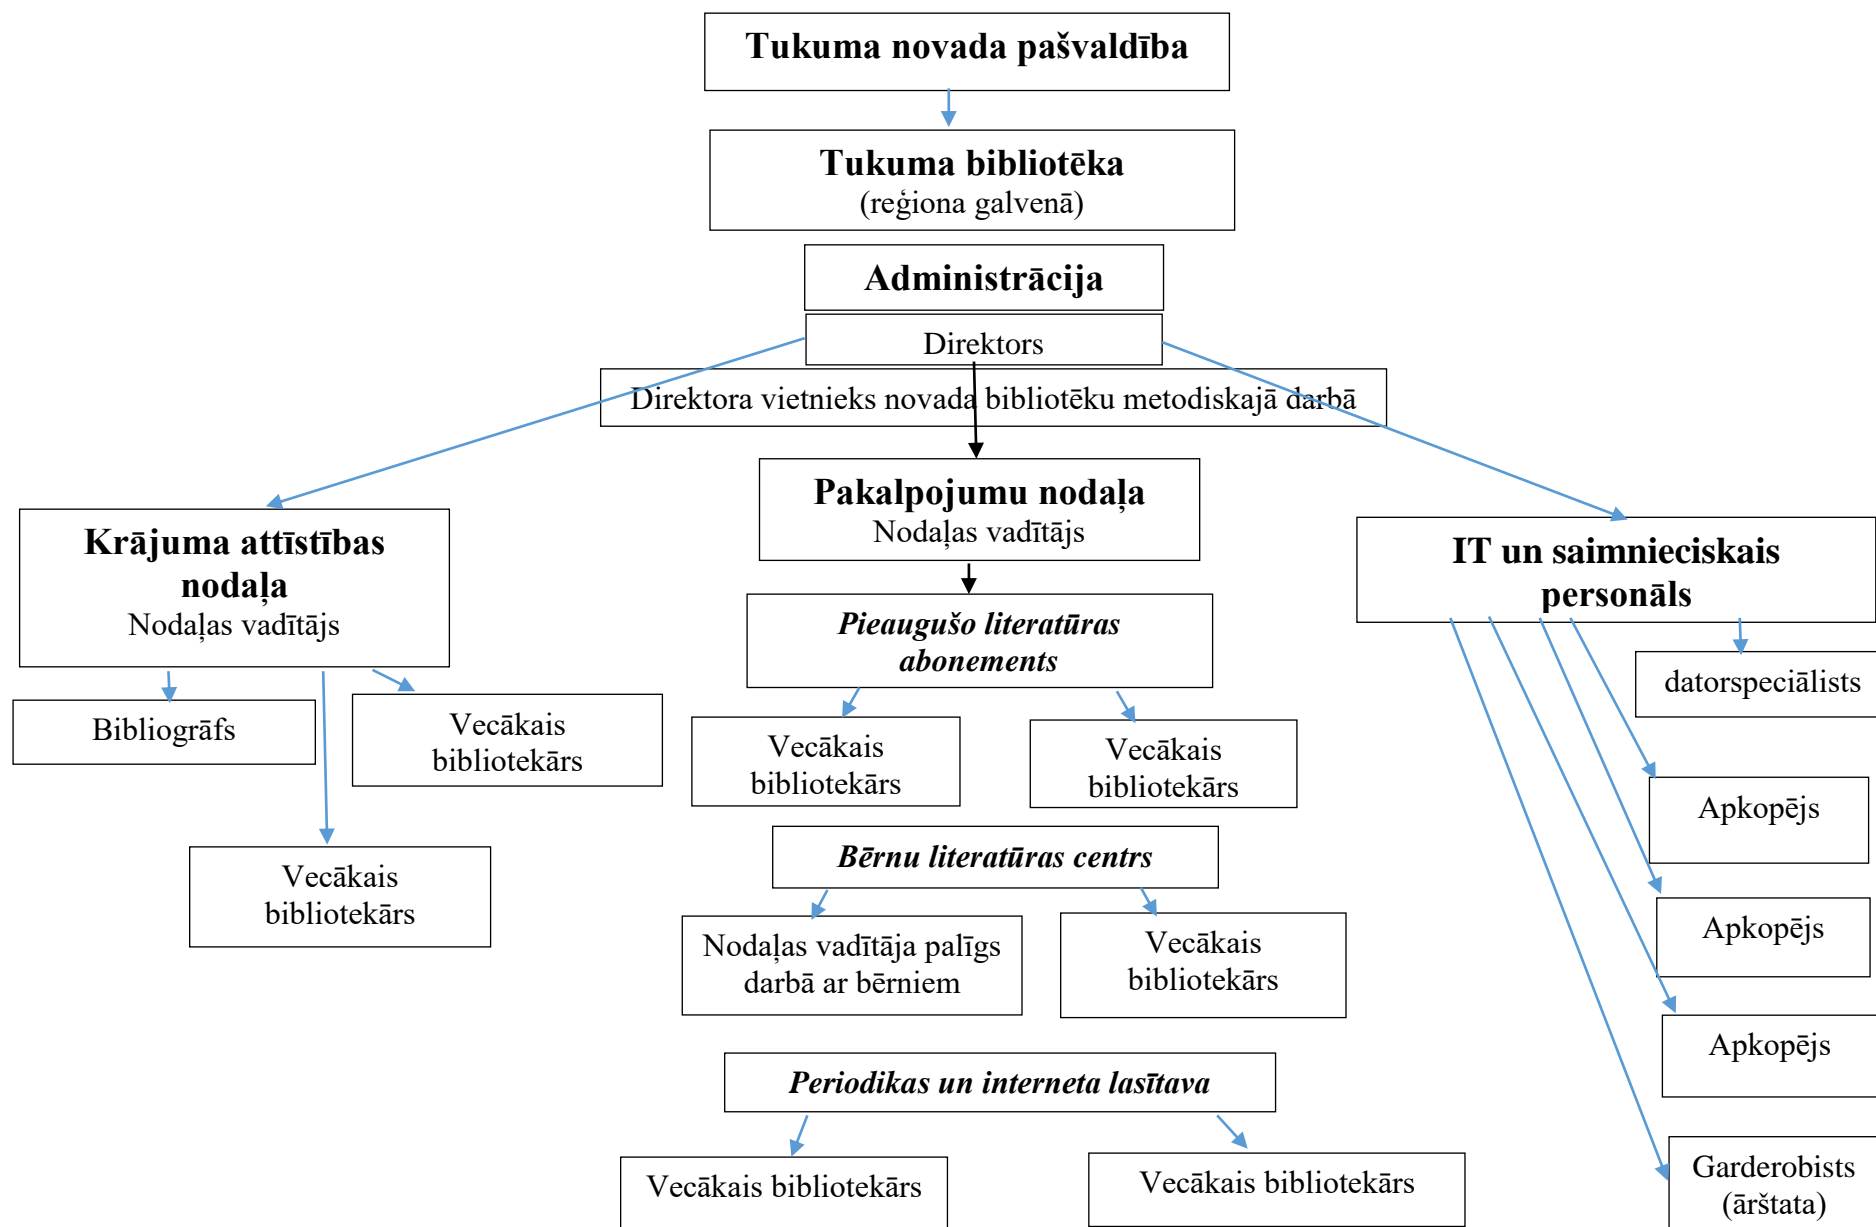 Tukuma novada pašvaldība
Tukuma bibliotēka
(reģiona galvenā)
Administrācija
Direktors
Direktora vietnieks novada bibliotēku metodiskajā darbā
Krājuma attīstības
nodaļa
Nodaļas vadītājs
Bibliogrāfs
Vecākais
bibliotekārs
Vecākais
bibliotekārs
Pakalpojumu nodaļa
Nodaļas vadītājs
Pieaugušo literatūras
abonements
Vecākais
bibliotekārs
Vecākais
bibliotekārs
Bērnu literatūras centrs
Nodaļas vadītāja palīgs
darbā ar bērniem
Vecākais
bibliotekārs
Periodikas un interneta lasītava
Vecākais bibliotekārs
Vecākais bibliotekārs
IT un saimnieciskais
personāls
datorspeciālists
Apkopējs
Apkopējs
Apkopējs
Garderobists
(ārštata)